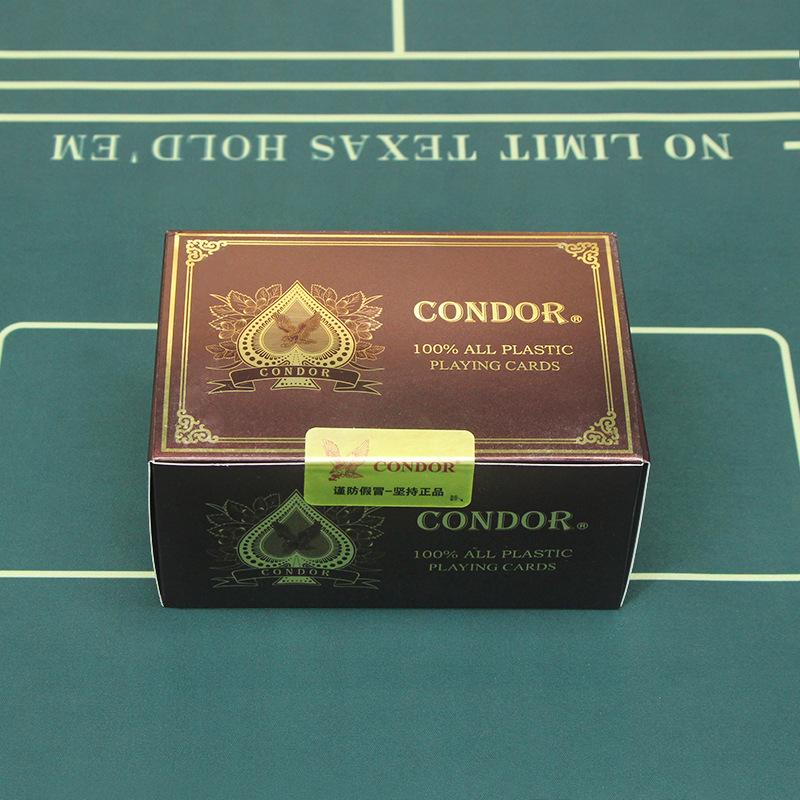 NO LIMIT TEXAS HOLD'EM
CONDOR®
100% ALL PLASTIC
PLAYING CARDS
CONDOR
CONDOR®
谨防假冒-坚持正品
CONDOR®
100% ALL PLASTIC
PLAYING CARDS
CONDOR